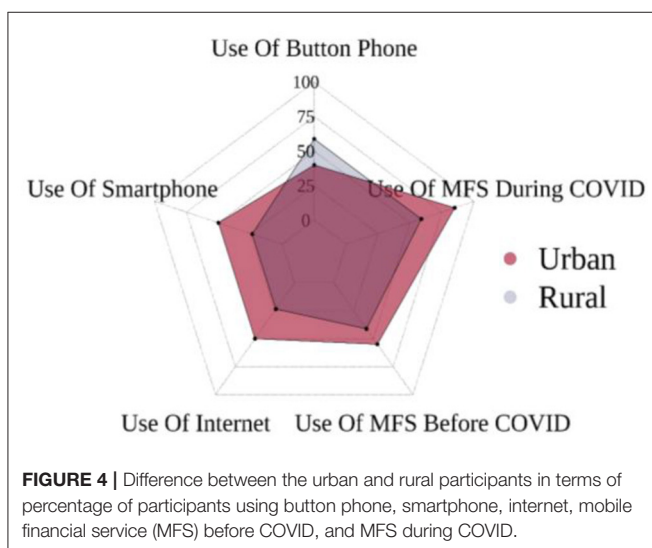 Use Of Button Phone
100
75
50
25
0
Use Of Smartphone
Use Of MFS During COVID
Urban
Rural
Use Of Internet
Use Of MFS Before COVID
FIGURE 4 | Difference between the urban and rural participants in terms of
percentage of participants using button phone, smartphone, internet, mobile
financial service (MFS) before COVID, and MFS during COVID.